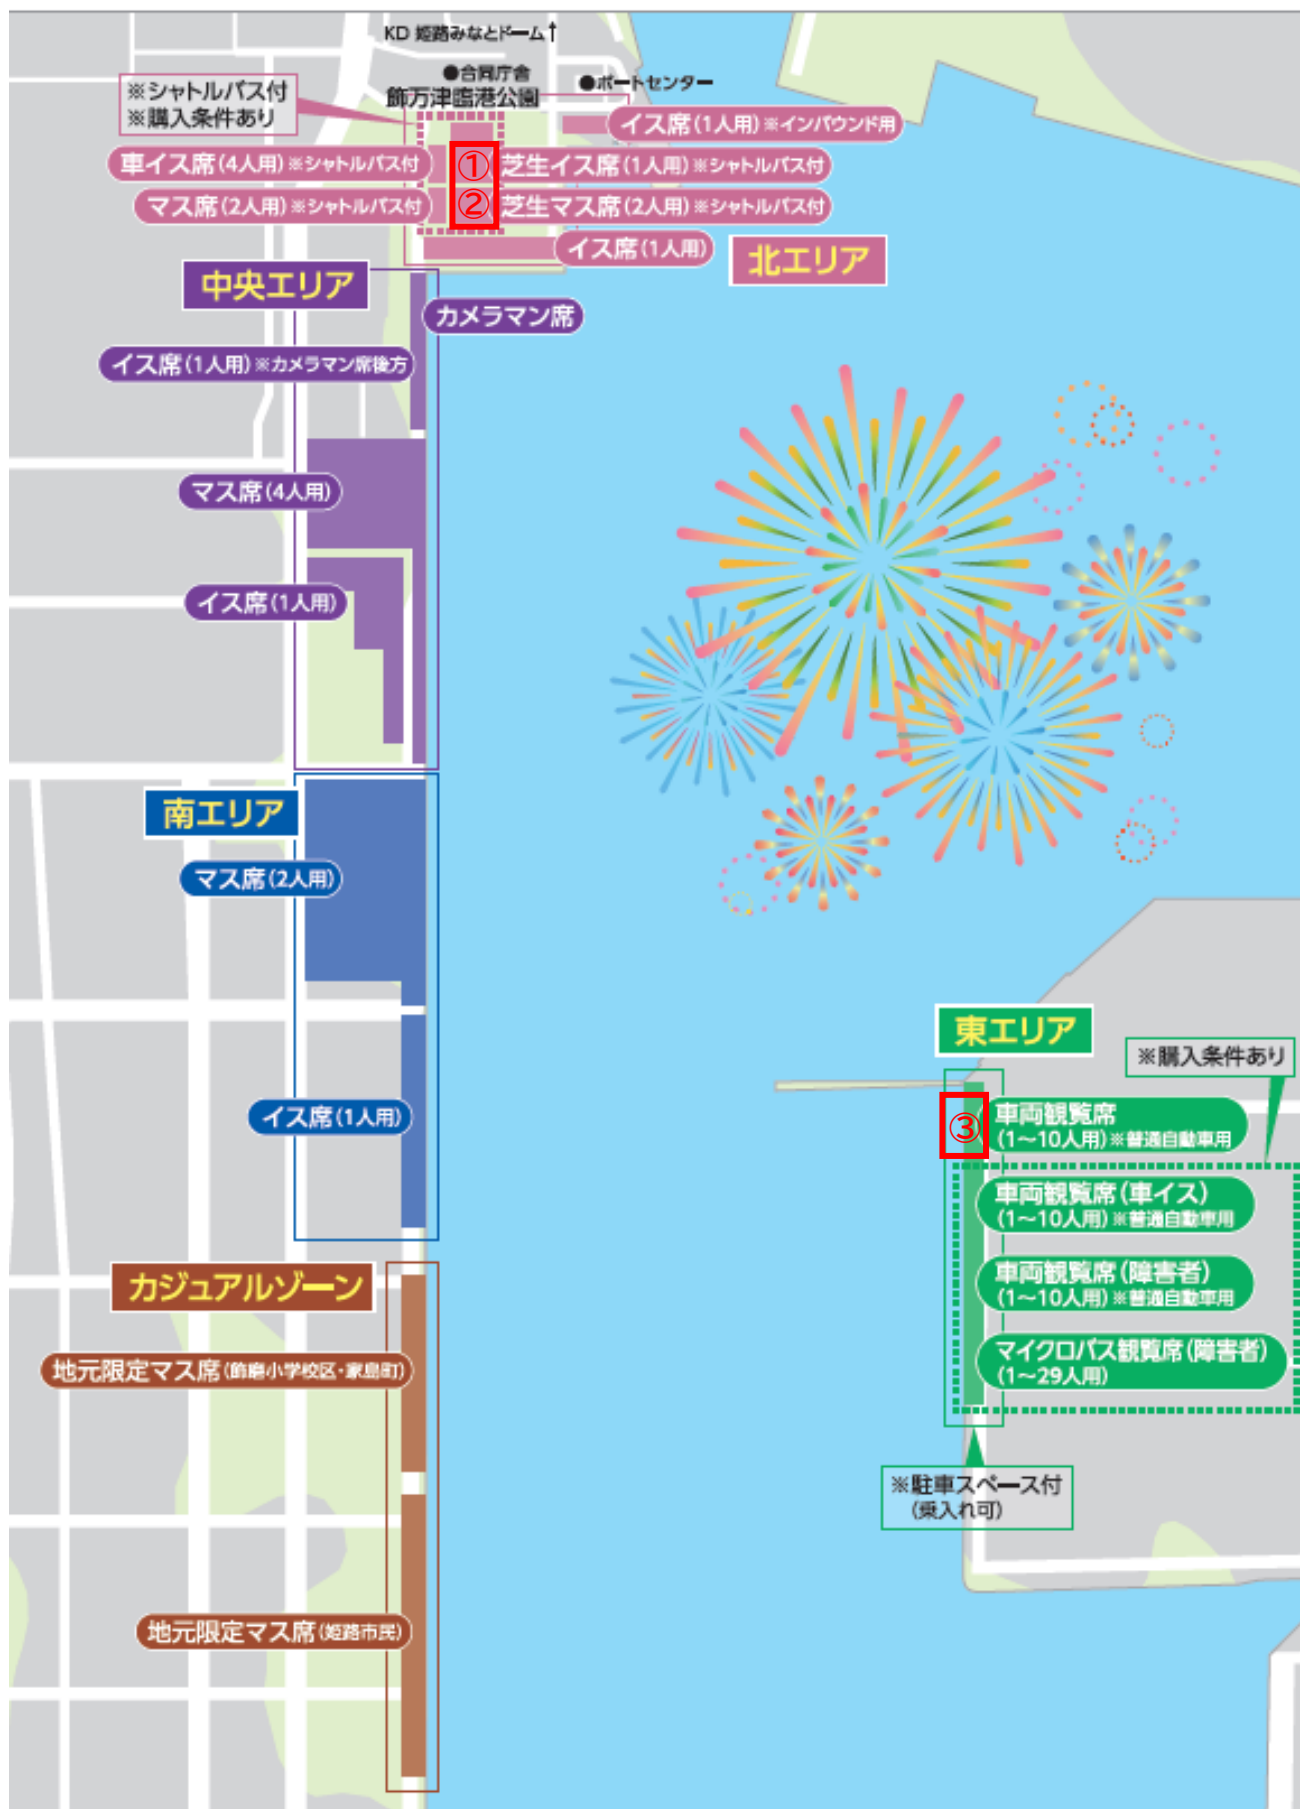 KD 姫路みなとドーム↑
●合同庁舎
飾万津臨港公園
●ポートセンター
※シャトルバス付
※購入条件あり
イス席(1人用)※インバウンド用
車イス席(4人用)※シャトルバス付
①
芝生イス席(1人用)※シャトルバス付
マス席(2人用)※シャトルバス付
②
芝生マス席(2人用)※シャトルバス付
イス席(1人用)
北エリア
中央エリア
カメラマン席
イス席(1人用)※カメラマン席後方
マス席(4人用)
イス席(1人用)
南エリア
マス席(2人用)
イス席(1人用)
東エリア
※購入条件あり
③
車両観覧席
(1〜10人用)※普通自動車用
車両観覧席(車イス)
(1〜10人用)※普通自動車用
車両観覧席(障害者)
(1〜10人用)※普通自動車用
マイクロバス観覧席(障害者)
(1〜29人用)
※駐車スペース付
(乗入れ可)
カジュアルゾーン
地元限定マス席(飾磨小学校区・家島町)
地元限定マス席(姫路市民)